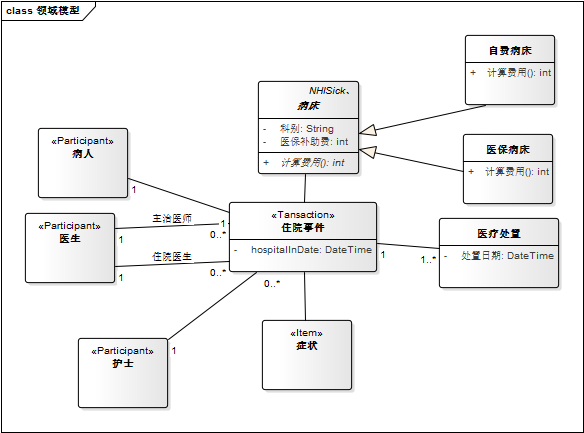 class 领域模型
自费病床
+ 计算费用(): int
NHISick、
病床
- 科别: String
- 医保补助费: int
+ 计算费用(): int
医保病床
+ 计算费用(): int
«Participant»
病人
1
«Participant»
医生
主治医师
1
1
0..*
住院医生
1
0..*
«Tansaction»
住院事件
- hospitalInDate: DateTime
1
1..*
医疗处置
- 处置日期: DateTime
0..*
«Participant»
护士
1
«Item»
症状